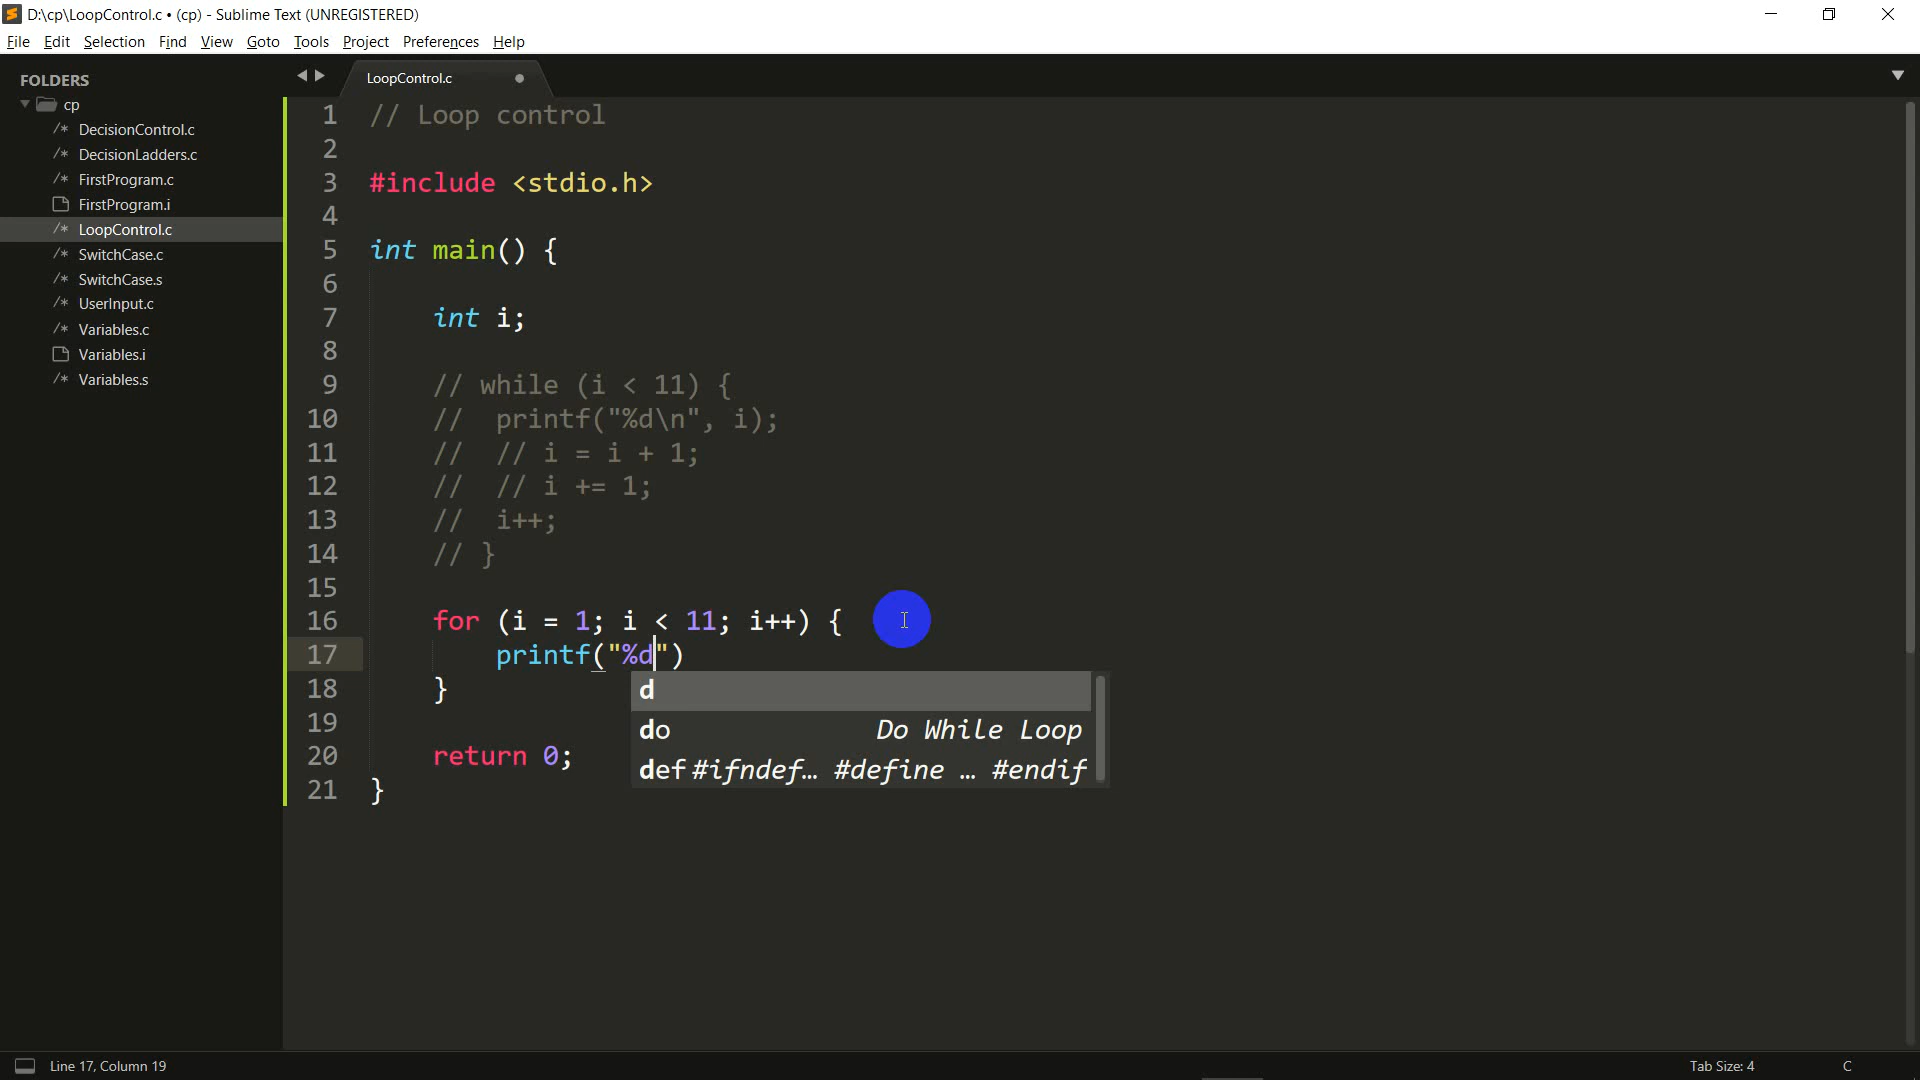 D:\cp\LoopControl.c • (cp) - Sublime Text (UNREGISTERED)
File Edit Selection Find View Goto Tools Project Preferences Help
FOLDERS
cp
/* DecisionControl.c
/* DecisionLadders.c
/* FirstProgram.c
FirstProgram.i
/* LoopControl.c
/* SwitchCase.c
/* SwitchCase.s
/* UserInput.c
/* Variables.c
Variables.i
/* Variables.s
LoopControl.c
1 // Loop control
2
3 #include <stdio.h>
4
5 int main() {
6
7 int i;
8
9 // while (i < 11) {
10 // printf("%d\n", i);
11 // // i = i + 1;
12 // // i += 1;
13 // i++;
14 // }
15
16 for (i = 1; i < 11; i++) {
17 printf("%d")
18 }
19
20 return 0;
21 }
d
do Do While Loop
def #ifndef… #define … #endif
Line 17, Column 19
Tab Size: 4
C